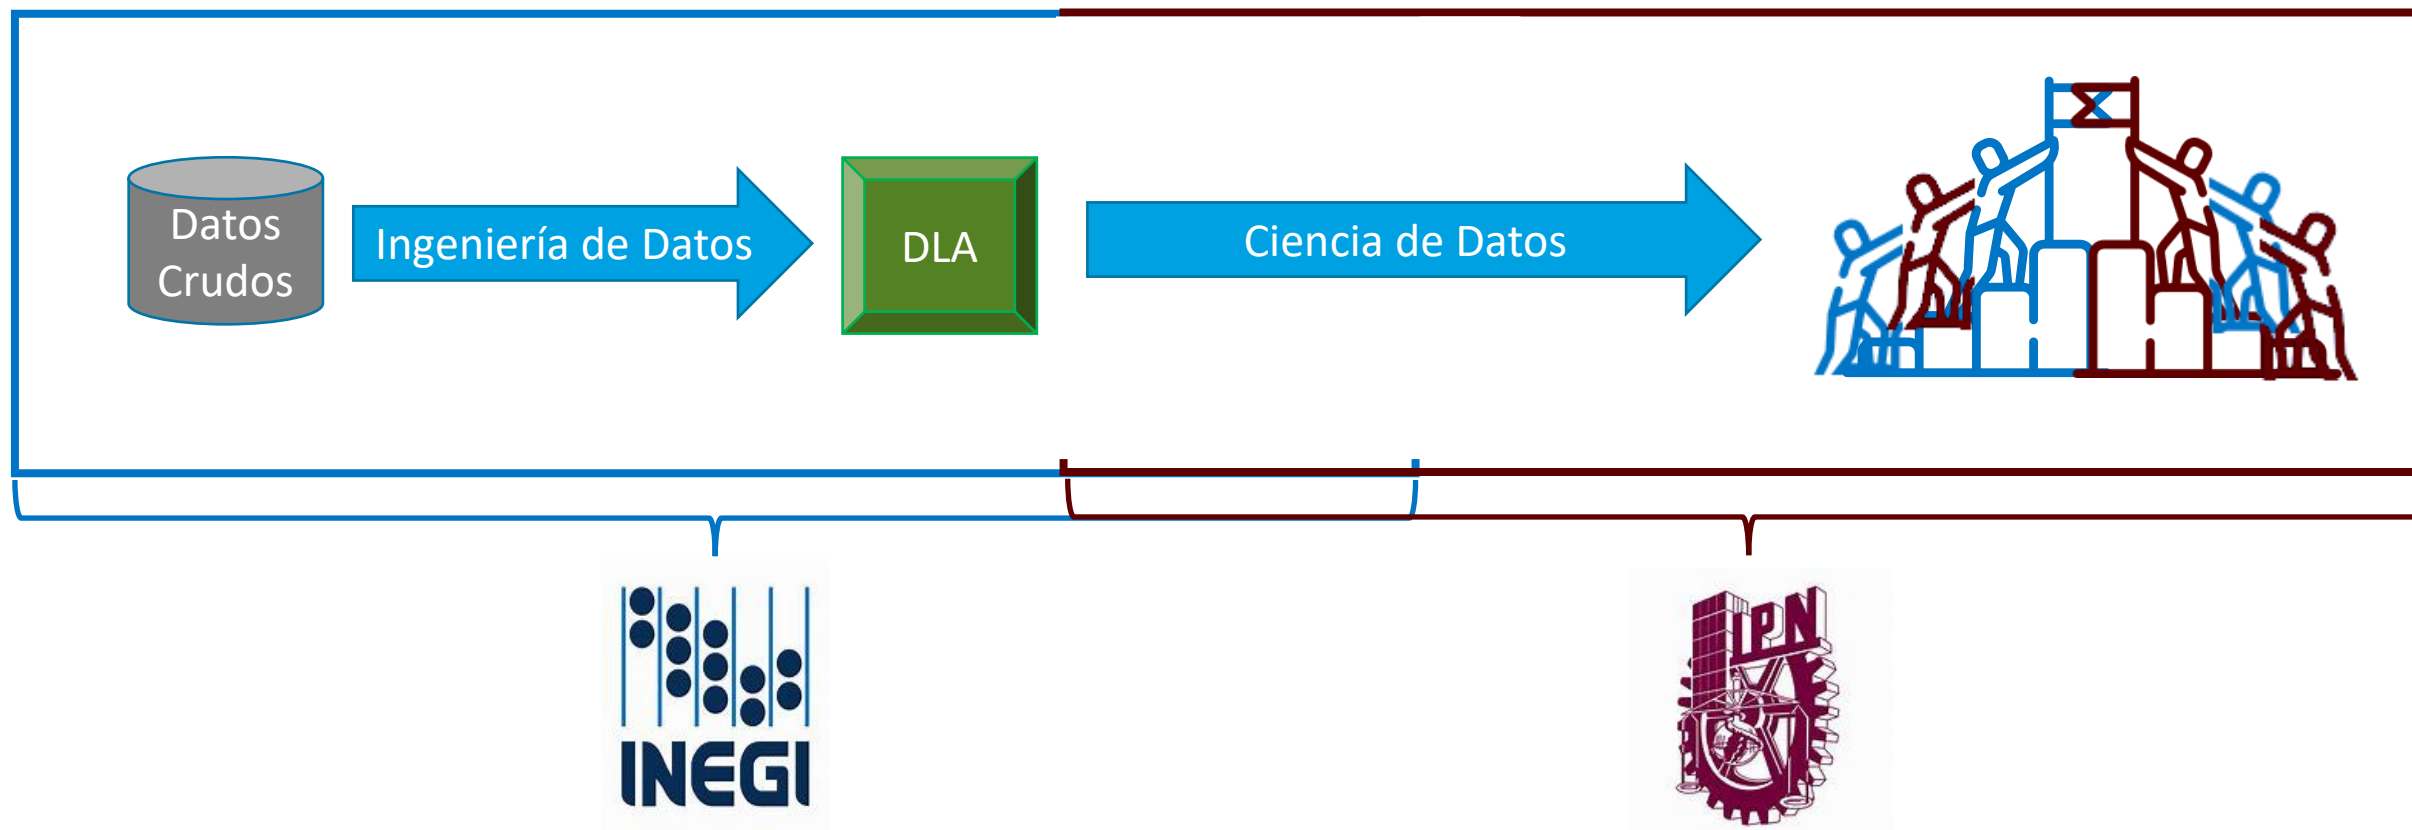 Datos
Crudos
Ingeniería de Datos
DLA
Ciencia de Datos
INEGI
IPN